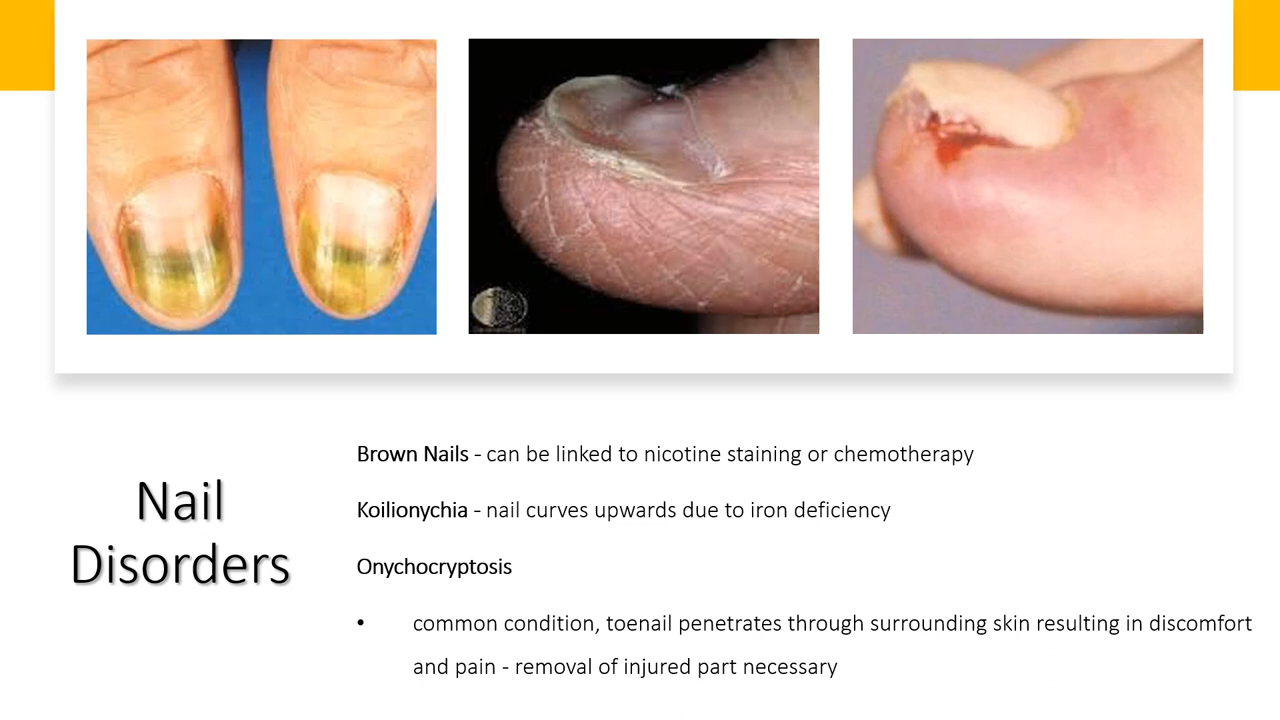 Nail
Disorders
Brown Nails - can be linked to nicotine staining or chemotherapy
Koilionychia - nail curves upwards due to iron deficiency
Onychocryptosis
• common condition, toenail penetrates through surrounding skin resulting in discomfort
and pain - removal of injured part necessary